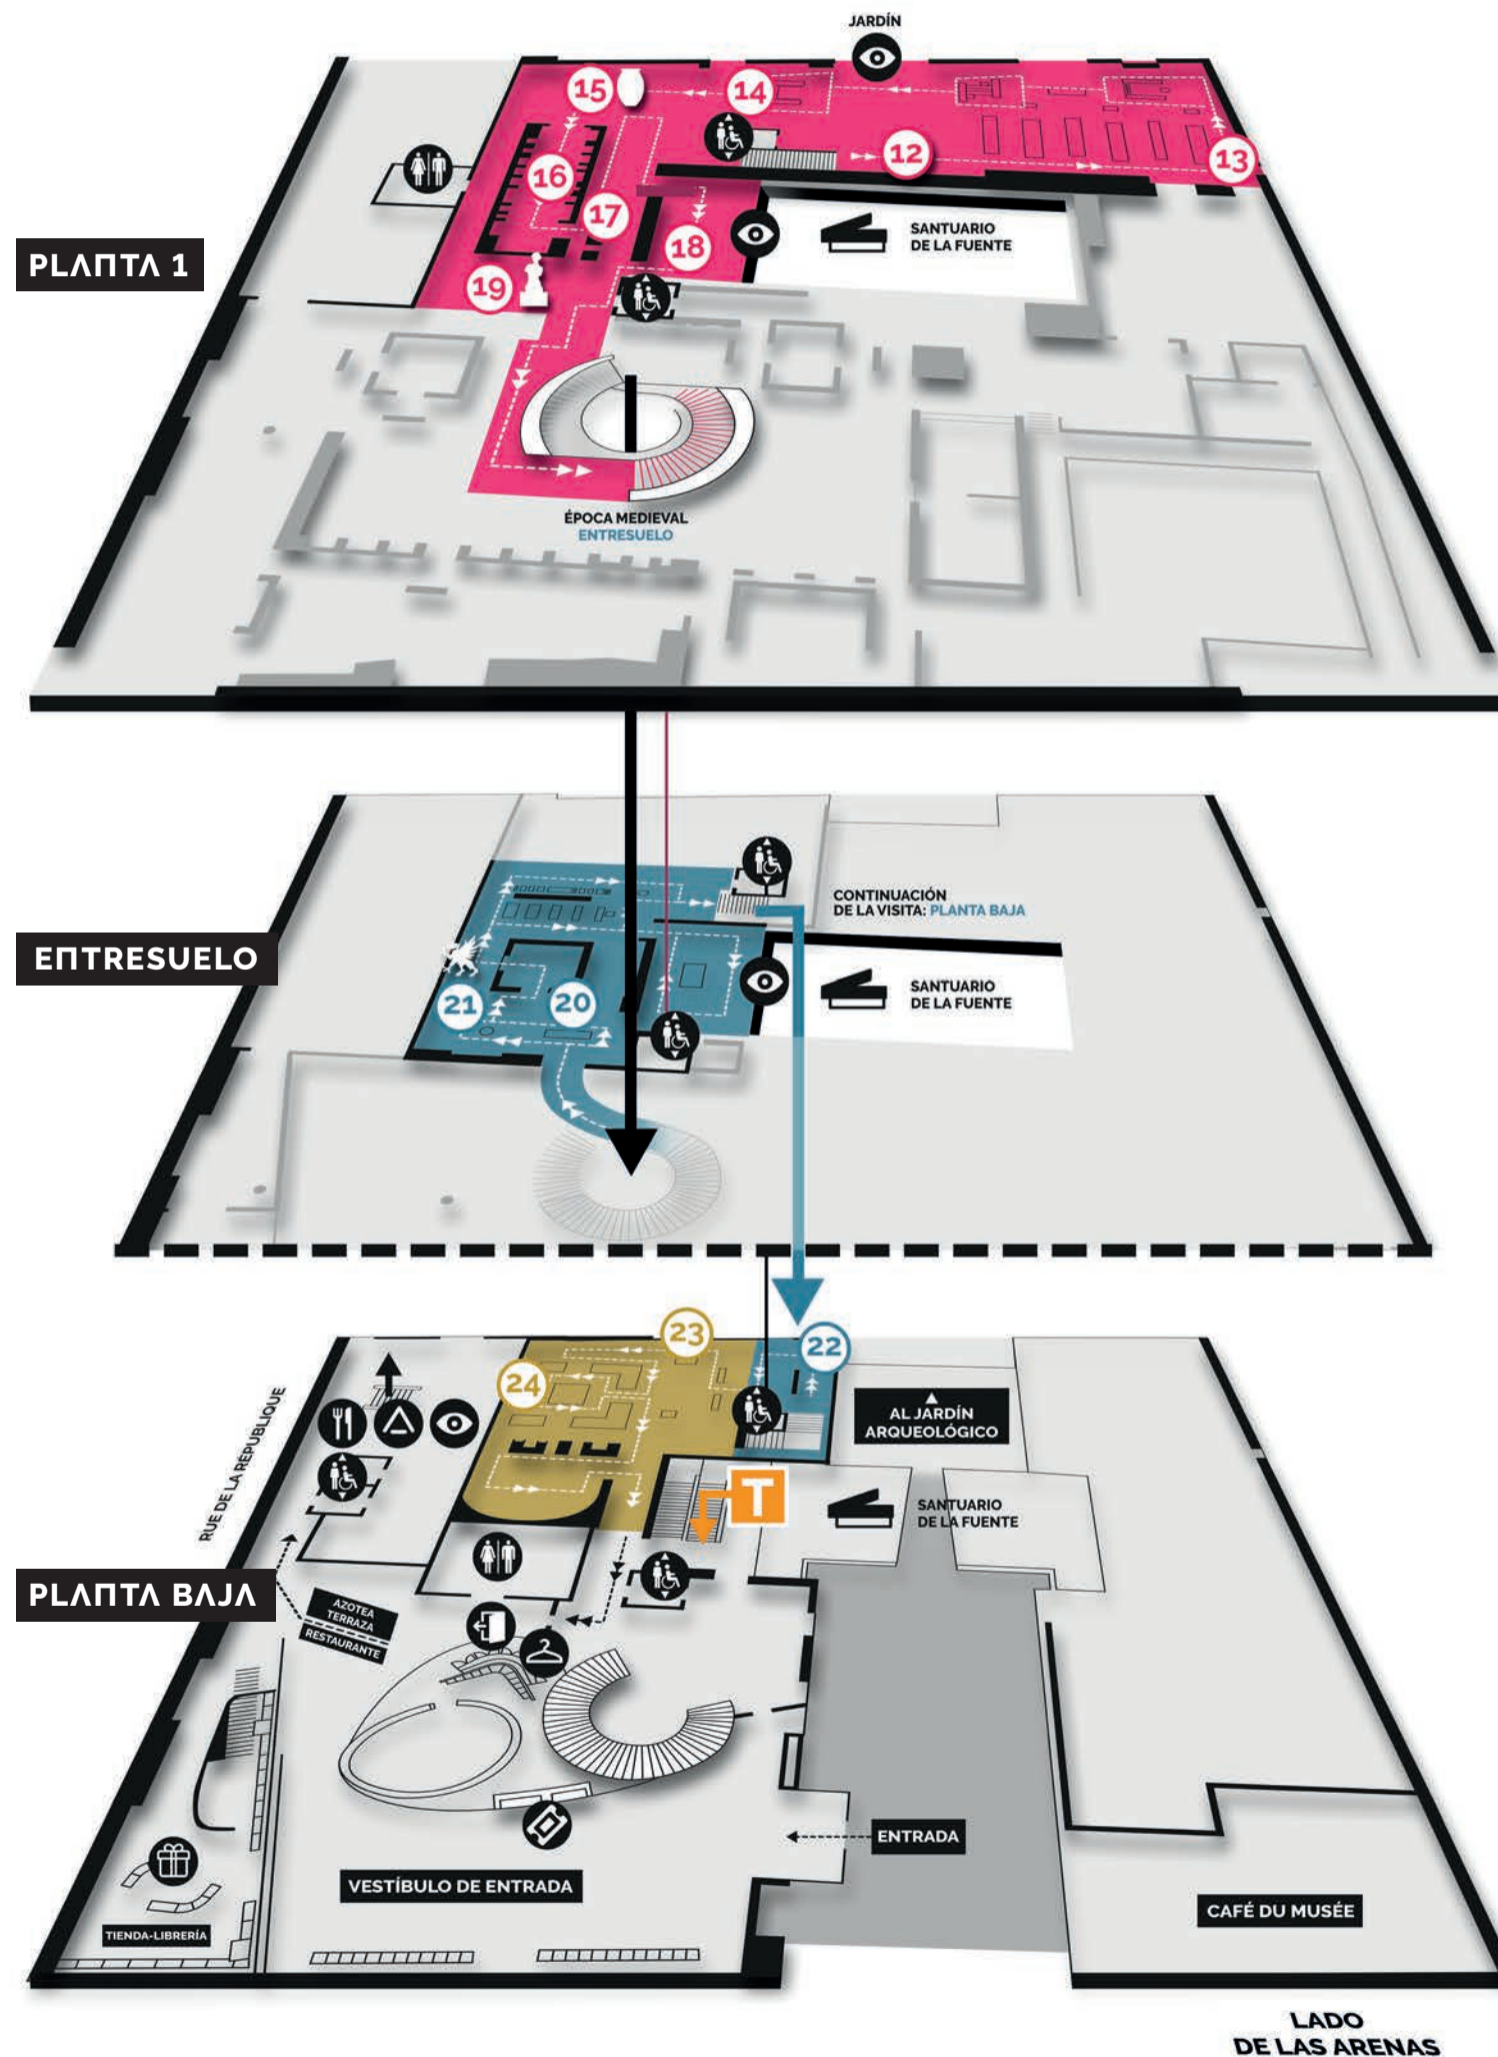 JARDÍN
15
14
12
13
16
17
18
SANTUARIO
DE LA FUENTE
PLANTA 1
19
ÉPOCA MEDIEVAL
ENTRESUELO
CONTINUACIÓN
DE LA VISITA: PLANTA BAJA
ENTRESUELO
SANTUARIO
DE LA FUENTE
21
20
23
22
24
RUE DE LA REPUBLIQUE
AL JARDÍN
ARQUEOLÓGICO
T
SANTUARIO
DE LA FUENTE
PLANTA BAJA
AZOTEA
TERRAZA
RESTAURANTE
ENTRADA
VESTÍBULO DE ENTRADA
CAFÉ DU MUSÉE
TIENDA-LIBRERÍA
LADO
DE LAS ARENAS